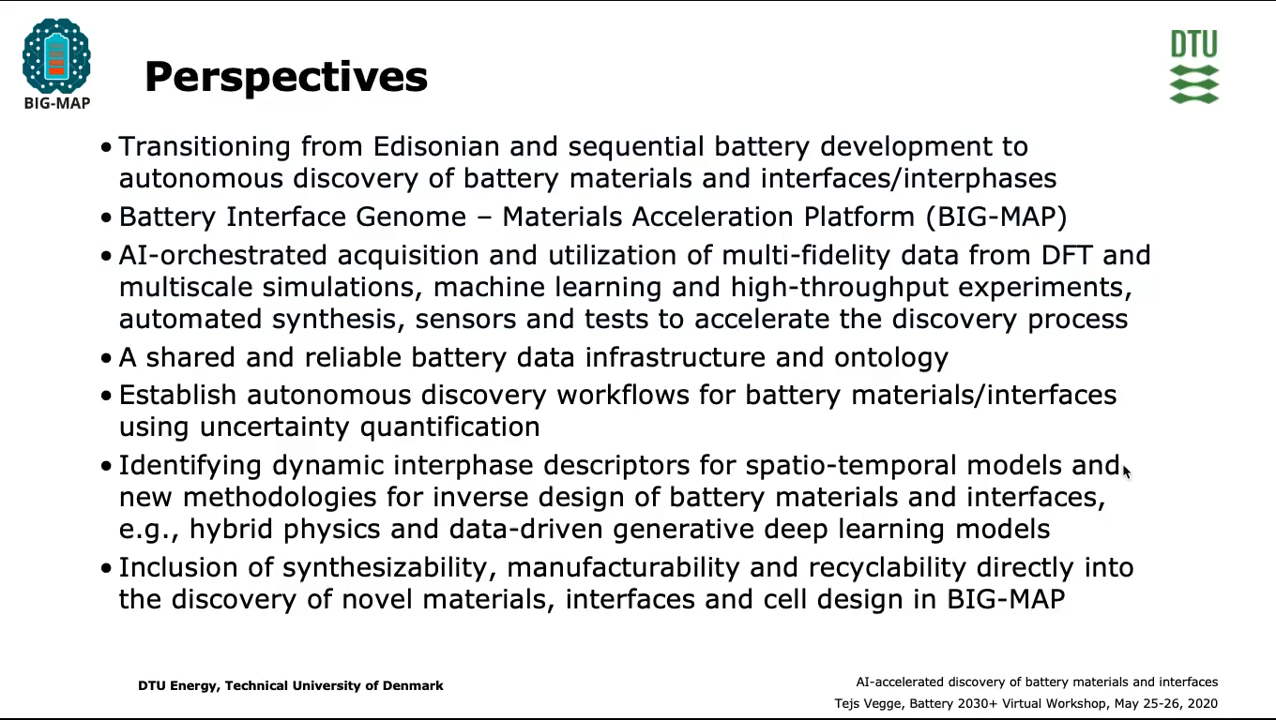 BIG-MAP
DTU
Perspectives
• Transitioning from Edisonian and sequential battery development to
autonomous discovery of battery materials and interfaces/interphases
• Battery Interface Genome – Materials Acceleration Platform (BIG-MAP)
• AI-orchestrated acquisition and utilization of multi-fidelity data from DFT and
multiscale simulations, machine learning and high-throughput experiments,
automated synthesis, sensors and tests to accelerate the discovery process
• A shared and reliable battery data infrastructure and ontology
• Establish autonomous discovery workflows for battery materials/interfaces
using uncertainty quantification
• Identifying dynamic interphase descriptors for spatio-temporal models and
new methodologies for inverse design of battery materials and interfaces,
e.g., hybrid physics and data-driven generative deep learning models
• Inclusion of synthesizability, manufacturability and recyclability directly into
the discovery of novel materials, interfaces and cell design in BIG-MAP
DTU Energy, Technical University of Denmark
AI-accelerated discovery of battery materials and interfaces
Tejs Vegge, Battery 2030+ Virtual Workshop, May 25-26, 2020